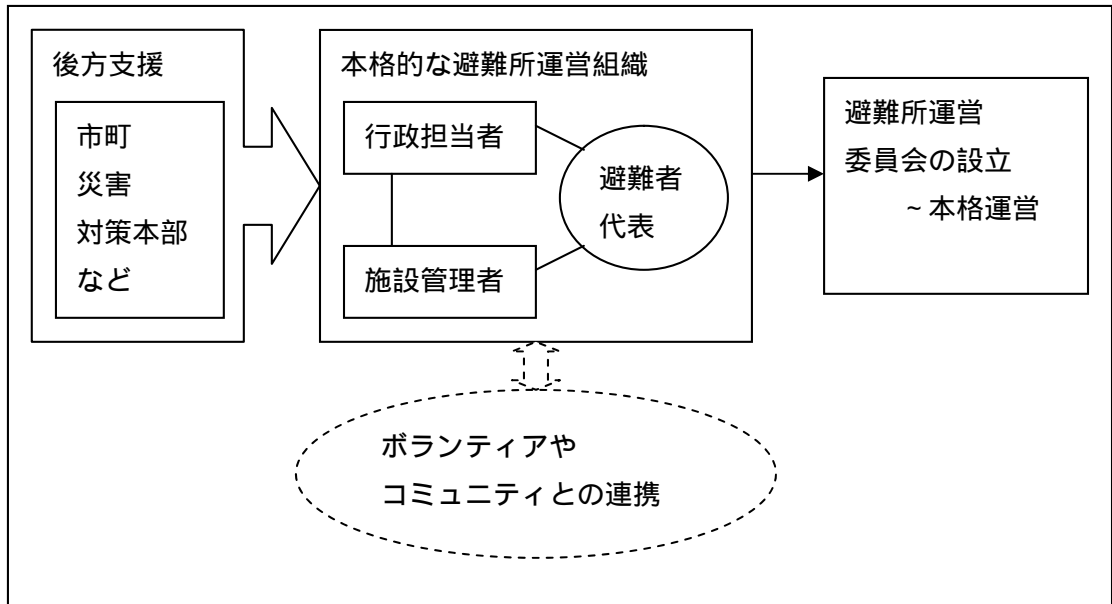 後方支援
市町
災害
対策本部
など
本格的な避難所運営組織
行政担当者
施設管理者
避難者
代表
避難所運営
委員会の設立
～本格運営
ボランティアや
コミュニティとの連携